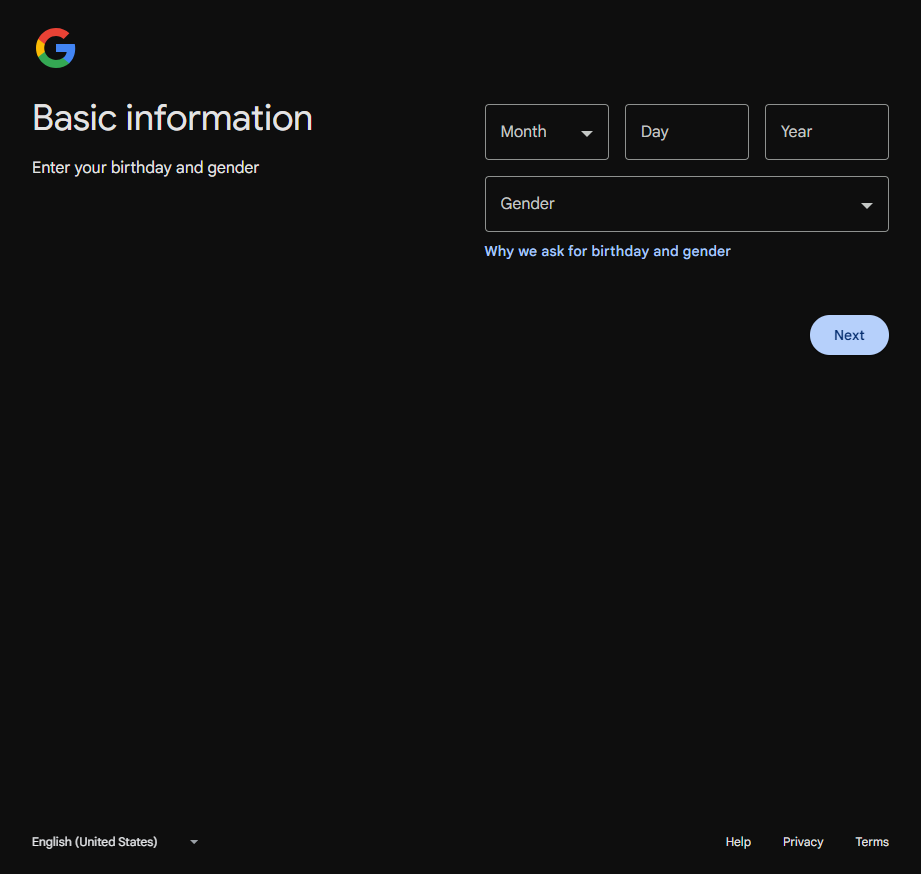 Basic information
Enter your birthday and gender
Month Day Year
Gender
Why we ask for birthday and gender
Next
English (United States) Help Privacy Terms